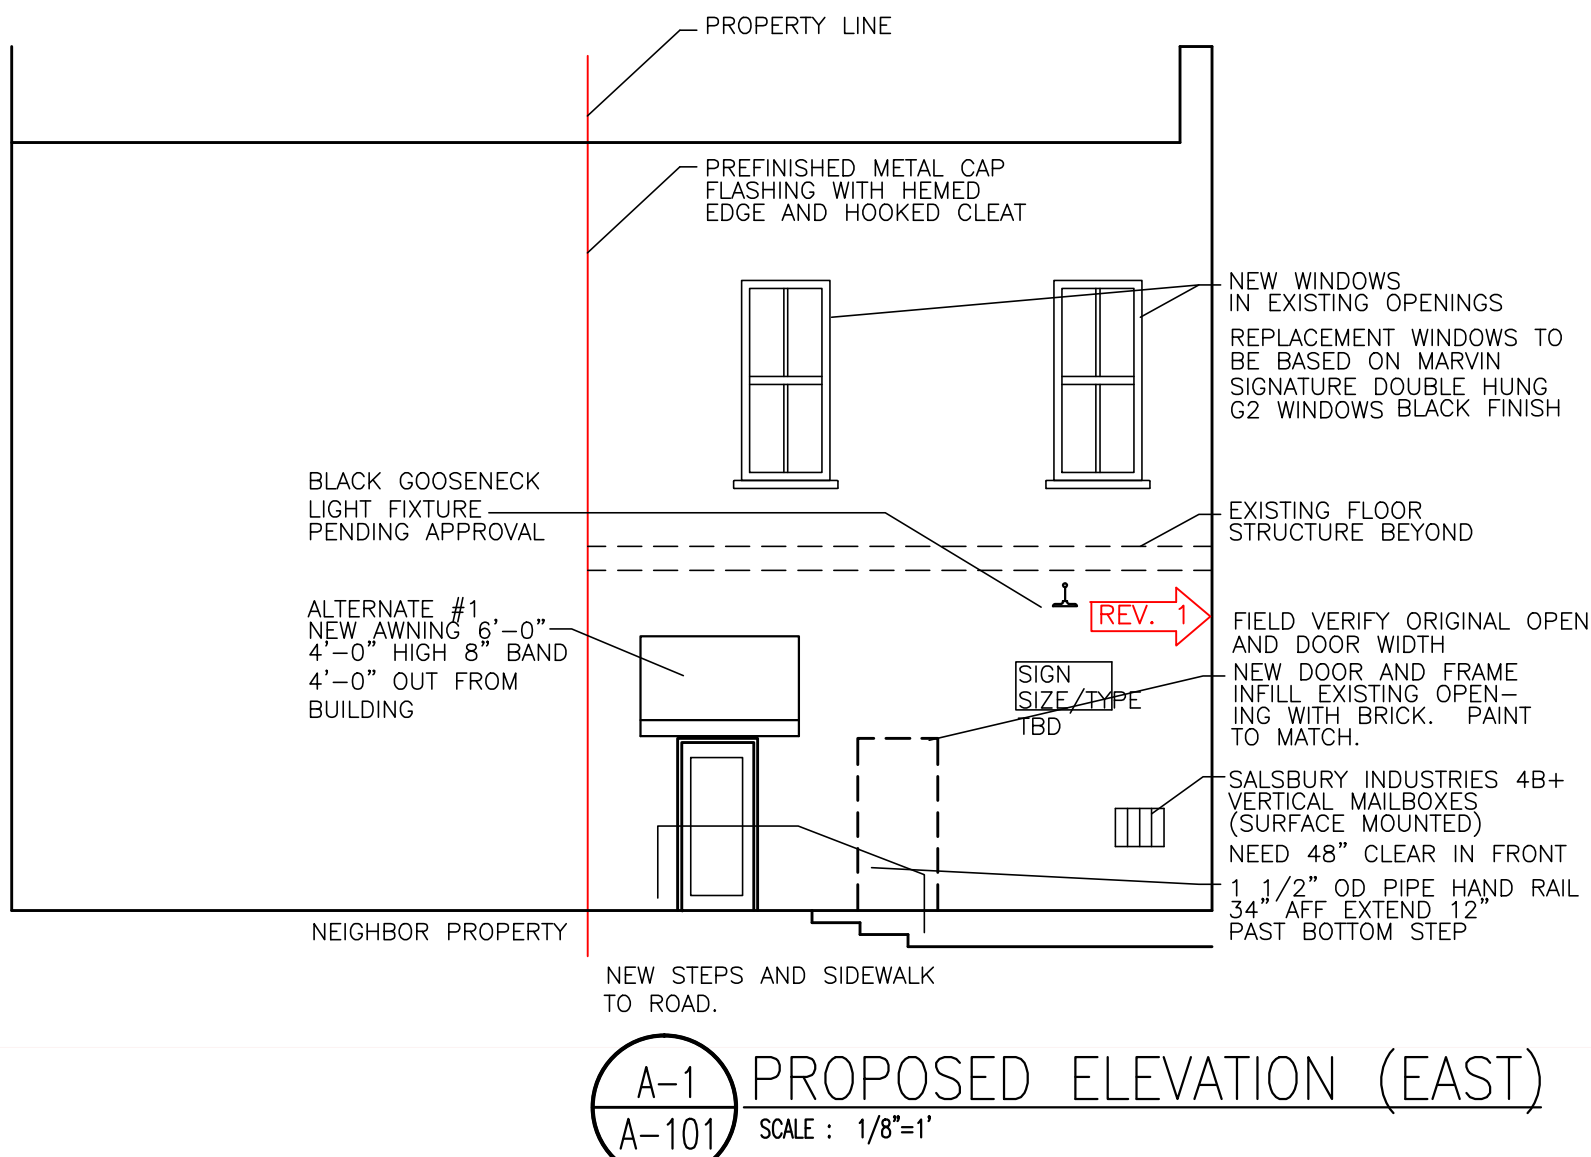 PROPERTY LINE
PREFINISHED METAL CAP
FLASHING WITH HEMED
EDGE AND HOOKED CLEAT
NEW WINDOWS
IN EXISTING OPENINGS
REPLACEMENT WINDOWS TO
BE BASED ON MARVIN
SIGNATURE DOUBLE HUNG
G2 WINDOWS BLACK FINISH
BLACK GOOSENECK
LIGHT FIXTURE
PENDING APPROVAL
EXISTING FLOOR
STRUCTURE BEYOND
ALTERNATE #1
NEW AWNING 6'-0"
4'-0" HIGH 8" BAND
4'-0" OUT FROM
BUILDING
REV. 1
FIELD VERIFY ORIGINAL OPEN
AND DOOR WIDTH
SIGN
SIZE/TYPE
TBD
NEW DOOR AND FRAME
INFILL EXISTING OPEN-
ING WITH BRICK. PAINT
TO MATCH.
SALSBURY INDUSTRIES 4B+
VERTICAL MAILBOXES
(SURFACE MOUNTED)
NEED 48" CLEAR IN FRONT
1 1/2" OD PIPE HAND RAIL
34" AFF EXTEND 12"
PAST BOTTOM STEP
NEIGHBOR PROPERTY
NEW STEPS AND SIDEWALK
TO ROAD.
A-1
A-101
PROPOSED ELEVATION (EAST)
SCALE : 1/8"=1'